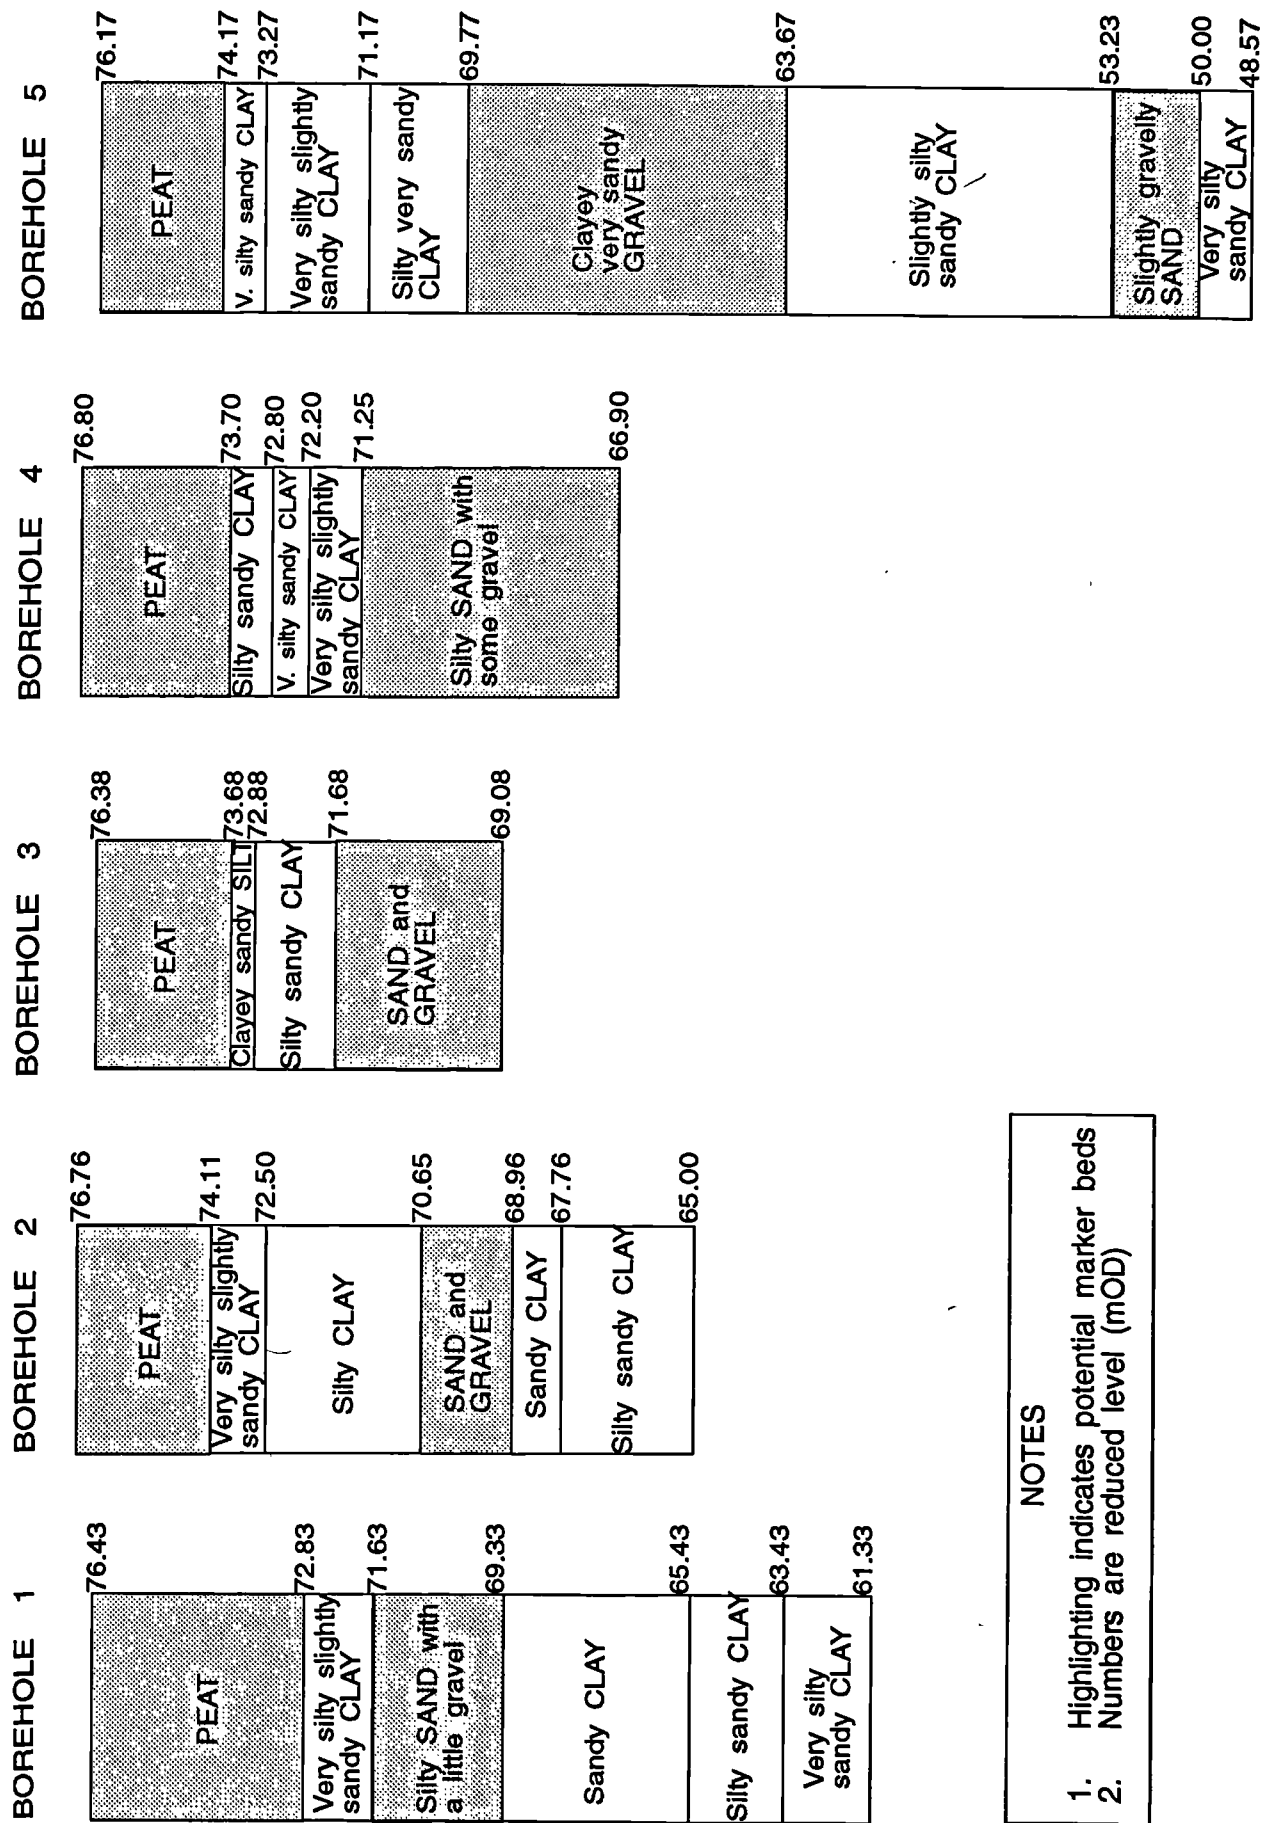 BOREHOLE 1
76.43
PEAT
72.83
Very silty slightly
sandy CLAY
71.63
Silty SAND with
a little gravel
69.33
Sandy CLAY
65.43
Silty sandy CLAY
63.43
Very silty
sandy CLAY
61.33
BOREHOLE 2
76.76
PEAT
74.11
Very silty slightly
sandy CLAY
72.50
Silty CLAY
70.65
SAND and
GRAVEL
68.96
Sandy CLAY
67.76
Silty sandy CLAY
65.00
BOREHOLE 3
76.38
PEAT
73.68
Clayey sandy SILT
72.88
Silty sandy CLAY
71.68
SAND and
GRAVEL
69.08
BOREHOLE 4
76.80
PEAT
73.70
Silty sandy CLAY
72.80
V. silty sandy CLAY
72.20
Very silty slightly
sandy CLAY
71.25
Silty SAND with
some gravel
66.90
BOREHOLE 5
76.17
PEAT
74.17
V. silty sandy CLAY
73.27
Very silty slightly
sandy CLAY
71.17
Silty very sandy
CLAY
69.77
Clayey
very sandy
GRAVEL
63.67
Slightly silty
sandy CLAY
53.23
Slightly gravelly
SAND
50.00
Very silty
sandy CLAY
48.57
NOTES
1. Highlighting indicates potential marker beds
2. Numbers are reduced level (mOD)